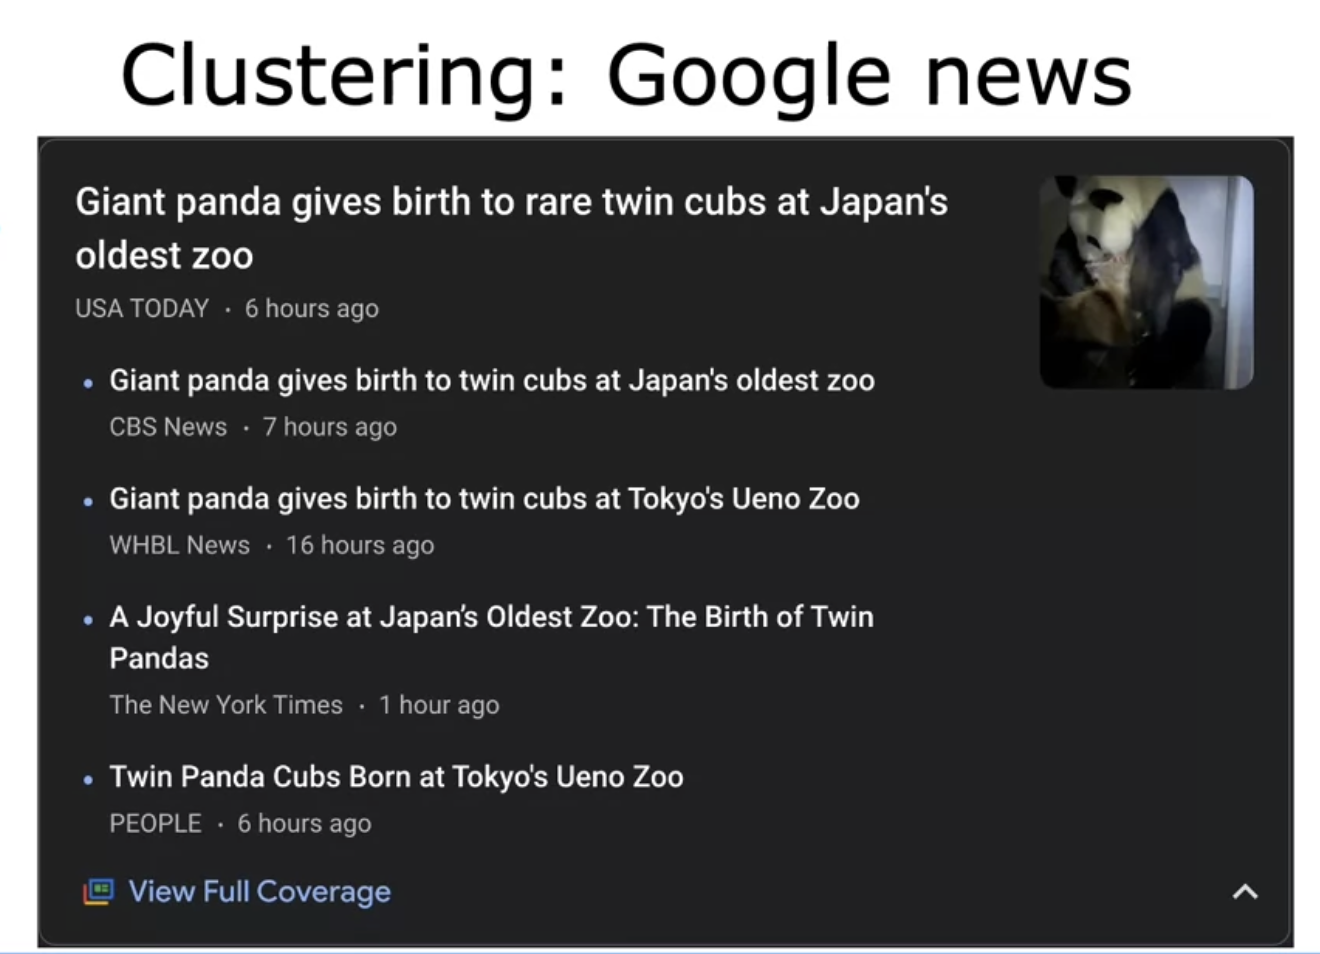 Clustering: Google news
Giant panda gives birth to rare twin cubs at Japan's
oldest zoo
USA TODAY · 6 hours ago
• Giant panda gives birth to twin cubs at Japan's oldest zoo
CBS News · 7 hours ago
• Giant panda gives birth to twin cubs at Tokyo's Ueno Zoo
WHBL News · 16 hours ago
• A Joyful Surprise at Japan’s Oldest Zoo: The Birth of Twin
Pandas
The New York Times · 1 hour ago
• Twin Panda Cubs Born at Tokyo's Ueno Zoo
PEOPLE · 6 hours ago
View Full Coverage